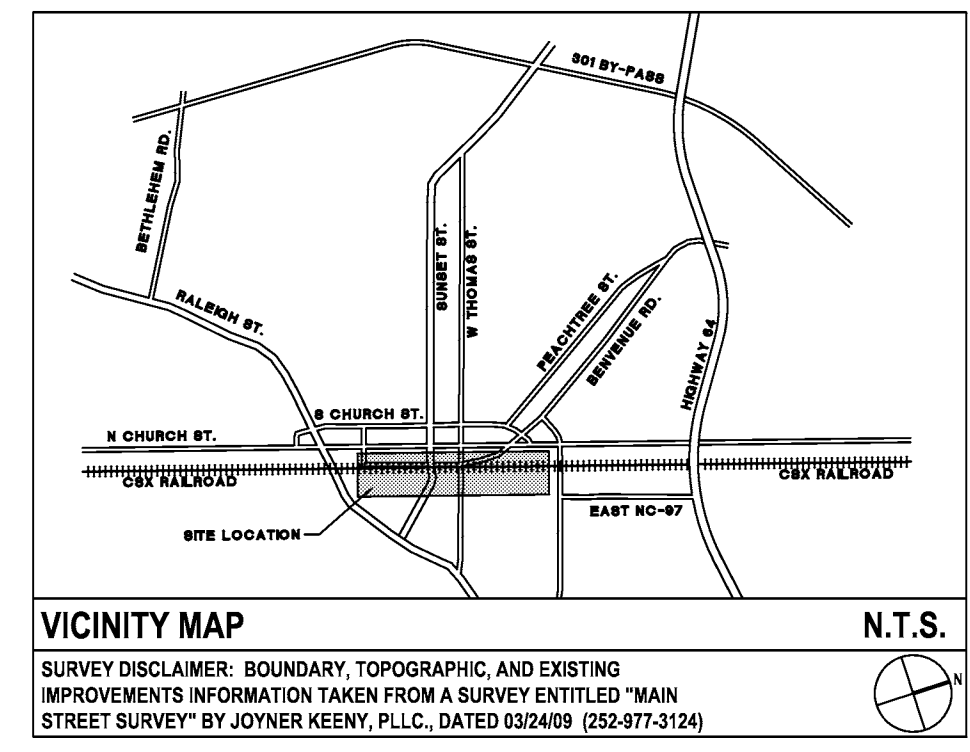 301 BY-PASS
BETHLEHEM RD.
SUNSET ST.
W THOMAS ST.
RALEIGH ST.
PEACHTREE ST.
BENVENUE RD.
HIGHWAY 64
S CHURCH ST.
N CHURCH ST.
CSX RAILROAD
CSX RAILROAD
EAST NC-97
SITE LOCATION
VICINITY MAP
N.T.S.
SURVEY DISCLAIMER: BOUNDARY, TOPOGRAPHIC, AND EXISTING
IMPROVEMENTS INFORMATION TAKEN FROM A SURVEY ENTITLED "MAIN
STREET SURVEY" BY JOYNER KEENY, PLLC., DATED 03/24/09 (252-977-3124)
N